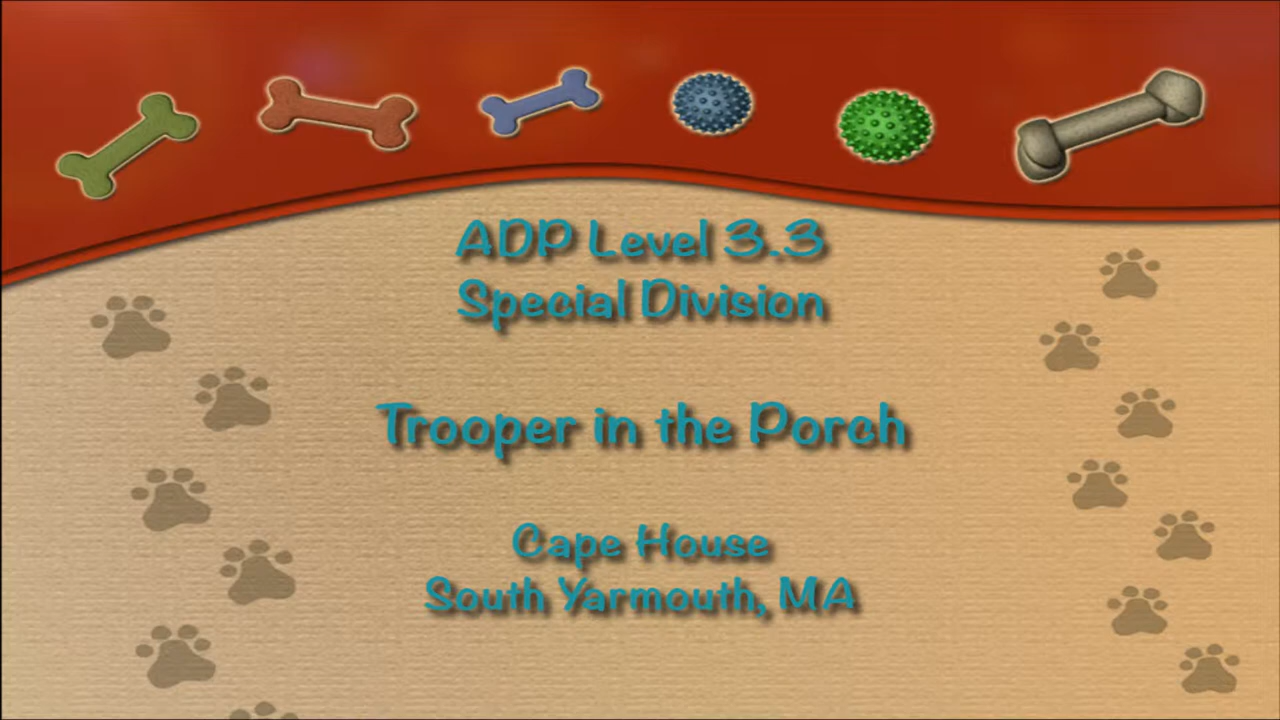 ADP Level 3.3
Special Division
Trooper in the Porch
Cape House
South Yarmouth, MA